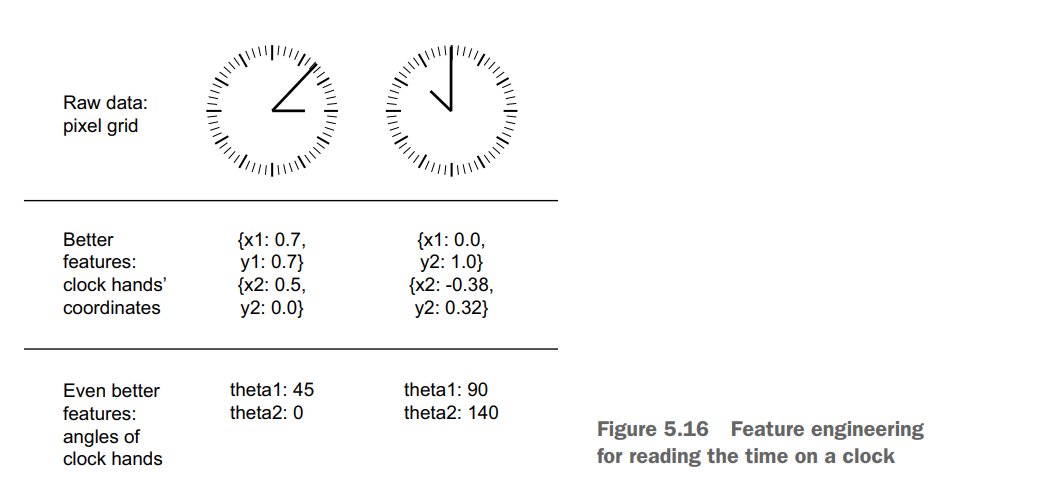 Raw data:
pixel grid
Better
features:
clock hands’
coordinates
{x1: 0.7,
y1: 0.7}
{x2: 0.5,
y2: 0.0}
{x1: 0.0,
y2: 1.0}
{x2: -0.38,
y2: 0.32}
Even better
features:
angles of
clock hands
theta1: 45
theta2: 0
theta1: 90
theta2: 140
Figure 5.16 Feature engineering
for reading the time on a clock